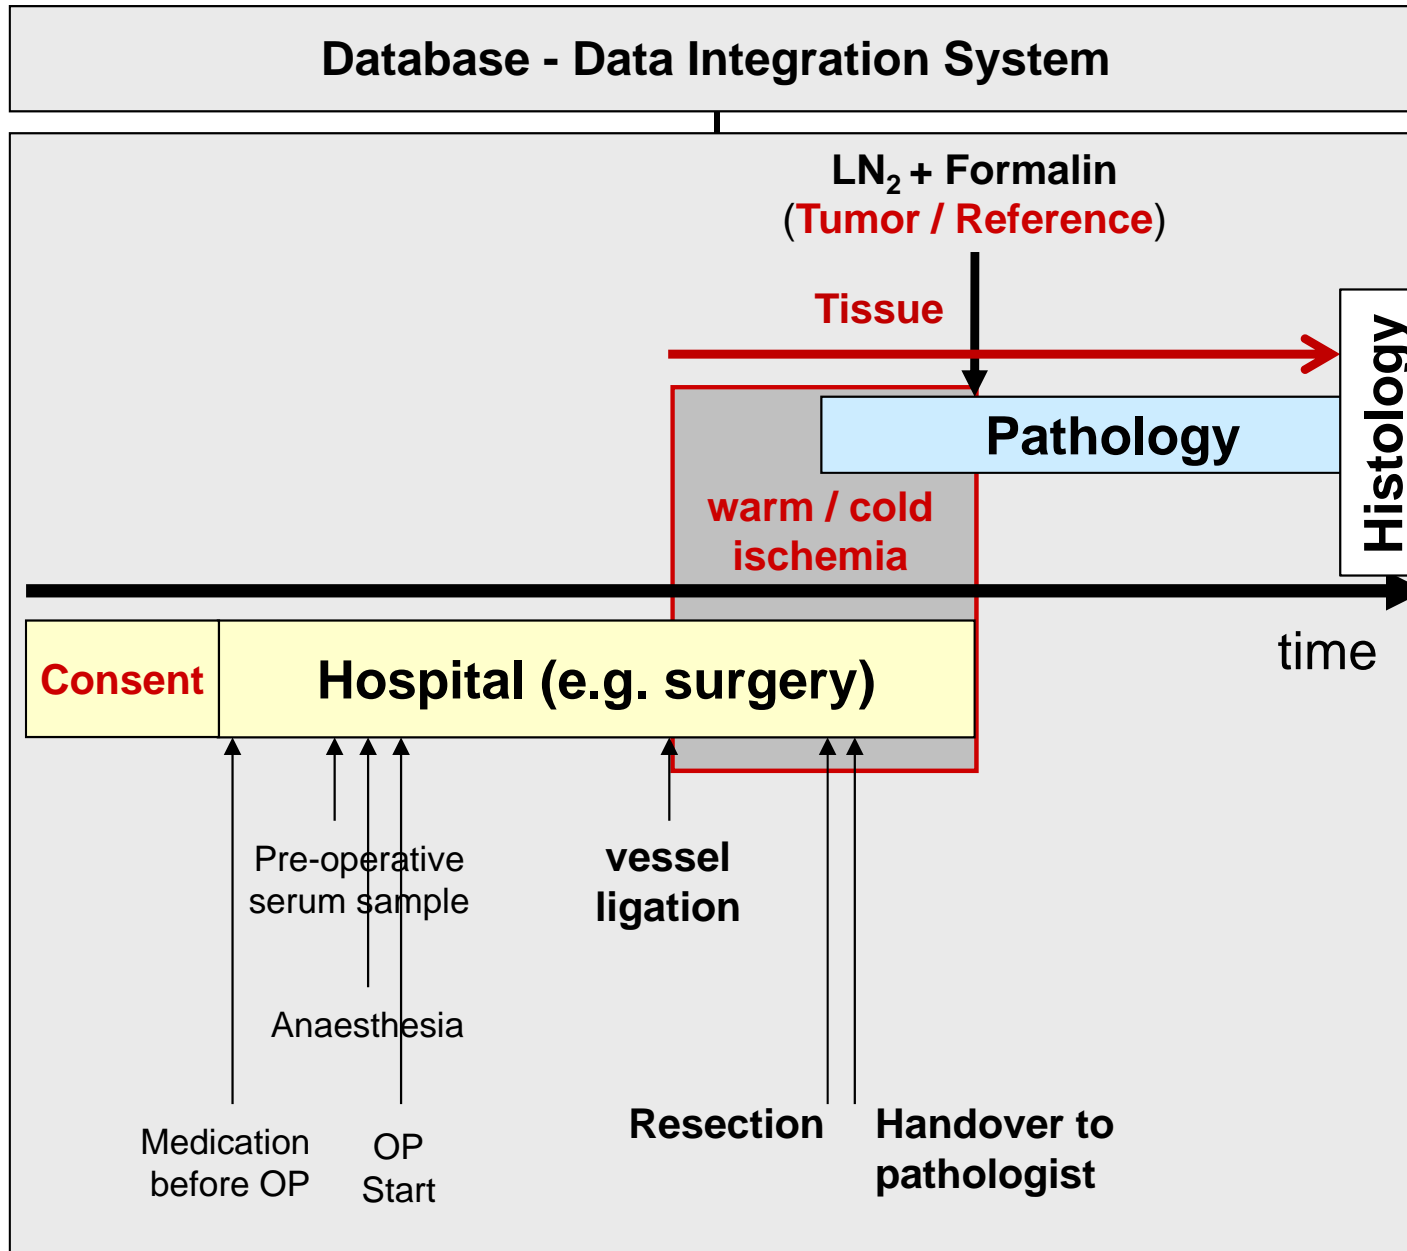 Database - Data Integration System
LN₂ + Formalin
(Tumor / Reference)
Tissue
Histology
Pathology
warm / cold
ischemia
time
Consent
Hospital (e.g. surgery)
Pre-operative
serum sample
vessel
ligation
Anaesthesia
Medication
before OP
OP
Start
Resection
Handover to
pathologist